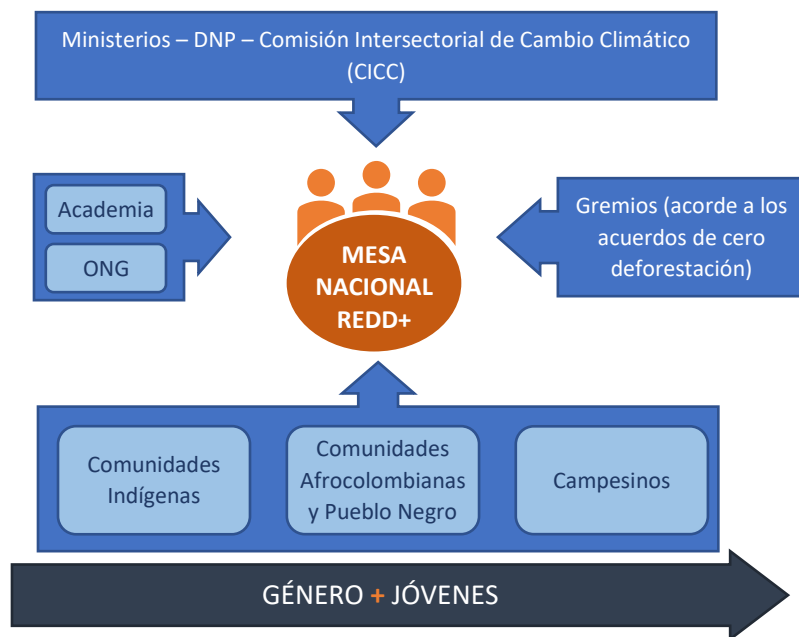 Ministerios – DNP – Comisión Intersectorial de Cambio Climático
(CICC)
Academia
ONG
MESA
NACIONAL
REDD+
Gremios (acorde a los
acuerdos de cero
deforestación)
Comunidades
Indígenas
Comunidades
Afrocolombianas
y Pueblo Negro
Campesinos
GÉNERO + JÓVENES